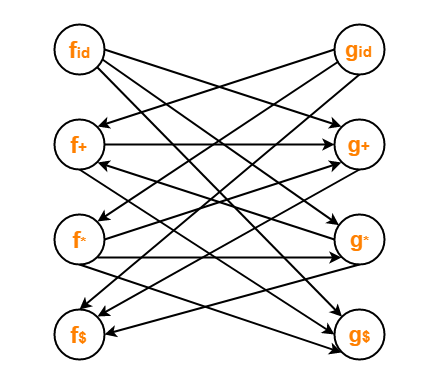 fid gid
f+ g+
f* g*
f$ g$